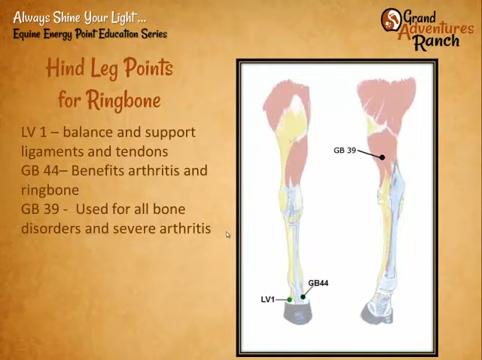 Always Shine Your Light...
Equine Energy Point Education Series
Grand
Adventures
Ranch
Hind Leg Points
for Ringbone
LV 1 – balance and support
ligaments and tendons
GB 44– Benefits arthritis and
ringbone
GB 39 - Used for all bone
disorders and severe arthritis
GB 39
GB44
LV1